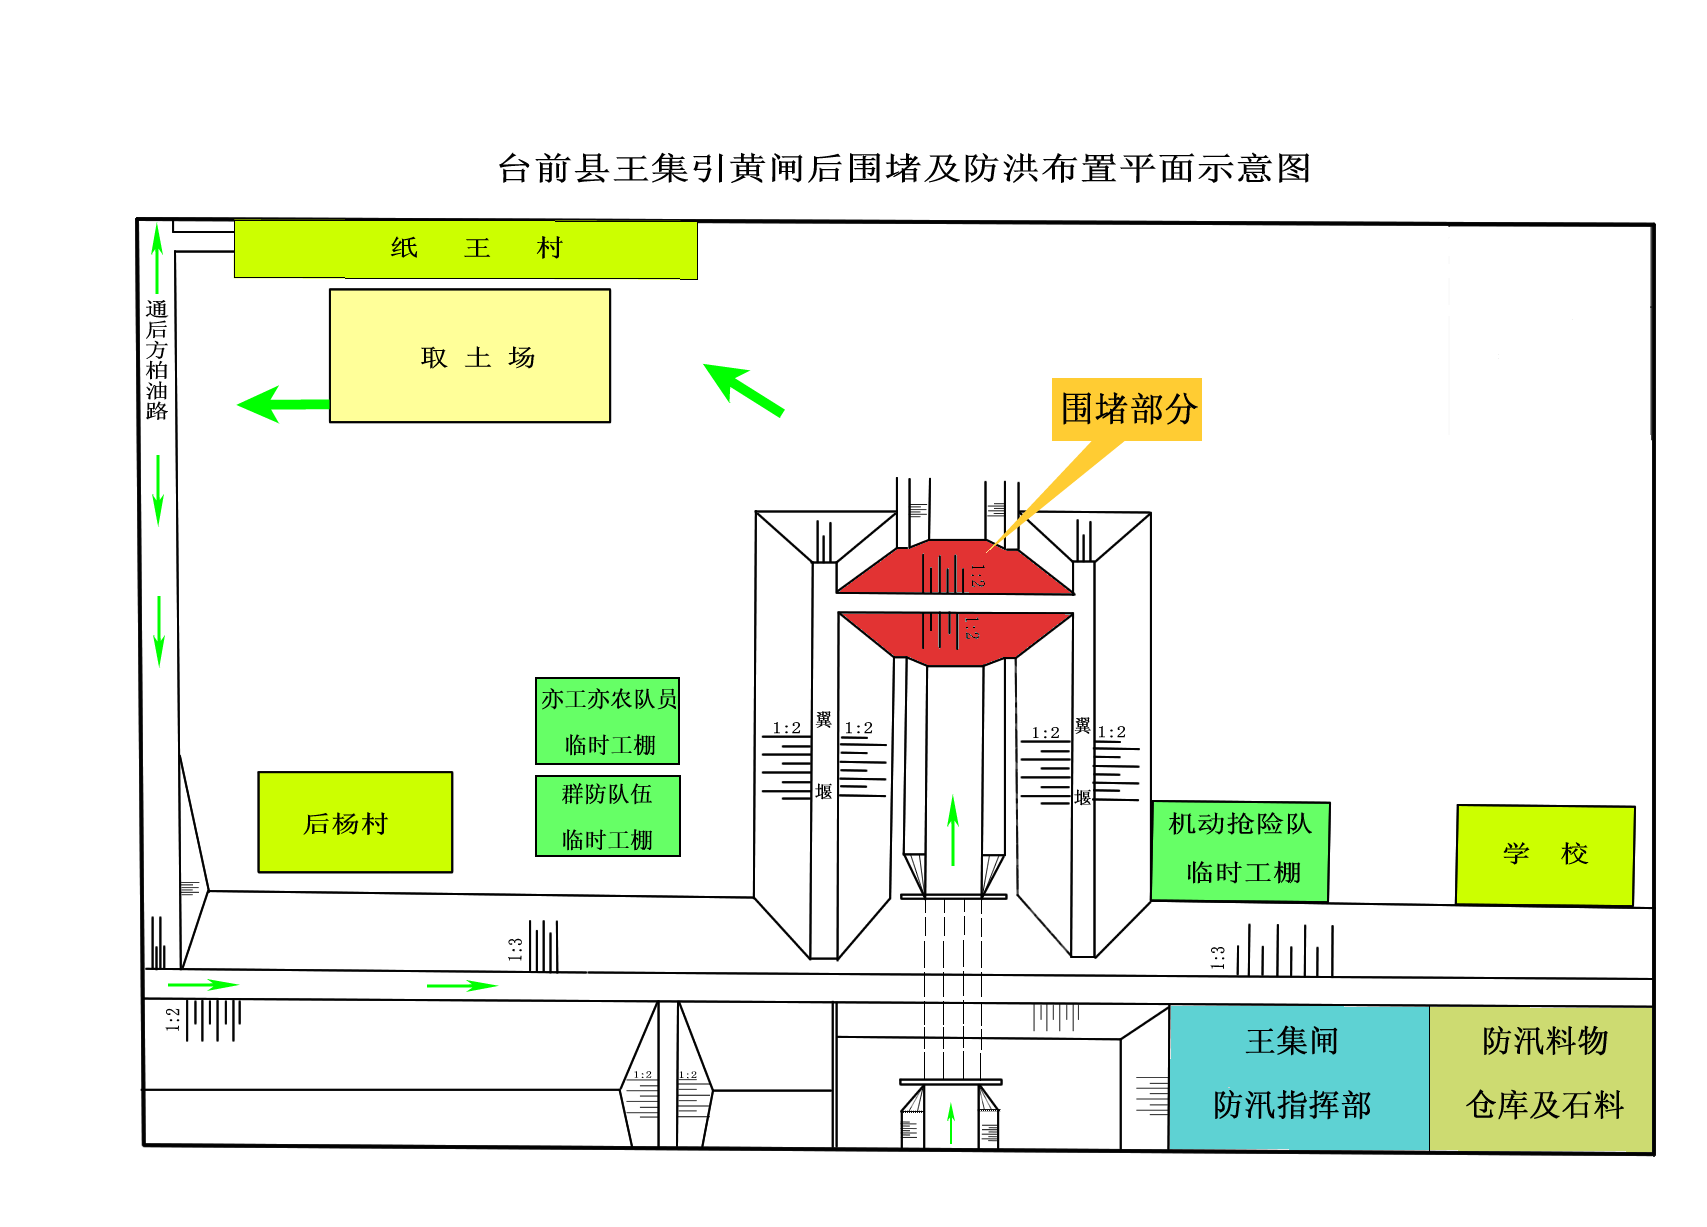 台前县王集引黄闸后围堵及防洪布置平面示意图
纸 王 村
通后方柏油路
取 土 场
围堵部分
1:2
1:2
亦工亦农队员
临时工棚
群防队伍
临时工棚
后杨村
1:2
翼堰
1:2
1:2
翼堰
1:2
机动抢险队
临时工棚
学 校
1:3
1:3
1:2
1:2
1:2
王集闸
防汛指挥部
防汛料物
仓库及石料